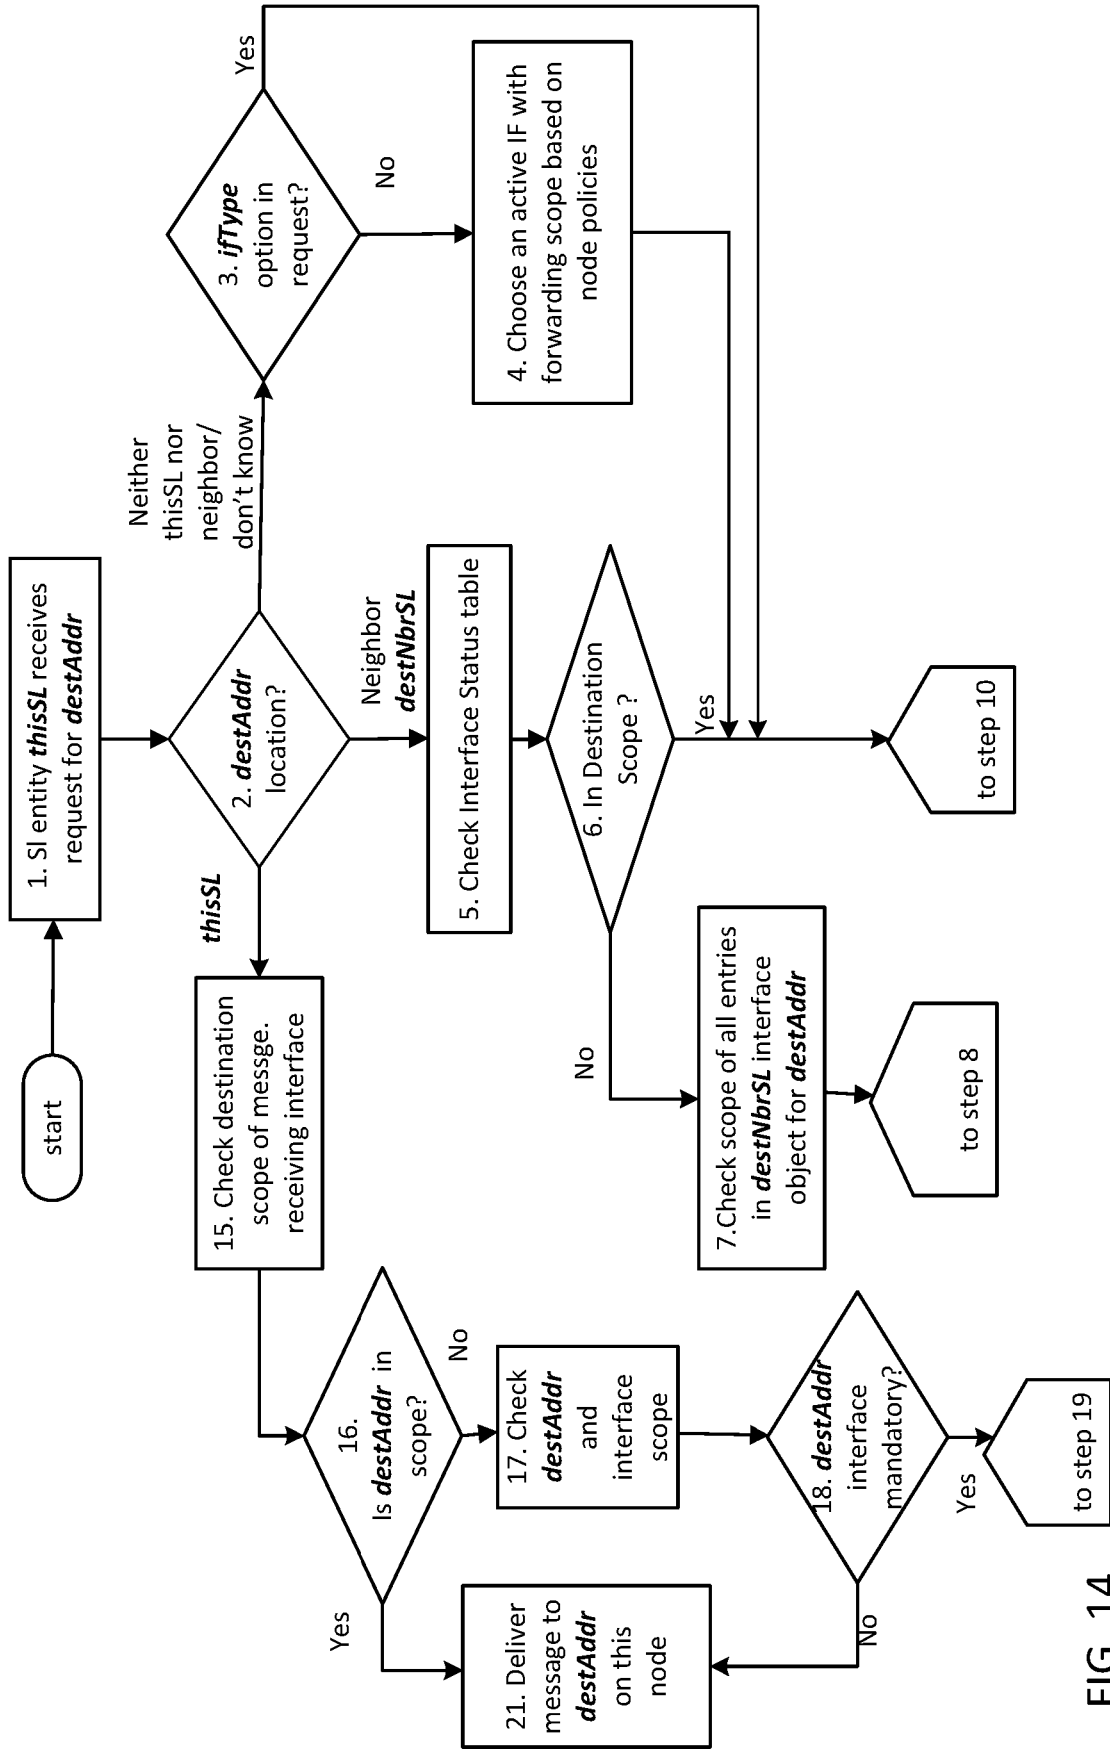 start
1. Sl entity thisSL receives
request for destAddr
2. destAddr
location?
Neither
thisSL nor
neighbor/
don't know
3. ifType
option in
request?
Yes
No
4. Choose an active IF with
forwarding scope based on
node policies
Neighbor
destNbrSL
5. Check Interface Status table
6. In Destination
Scope ?
Yes
to step 10
No
7.Check scope of all entries
in destNbrSL interface
object for destAddr
to step 8
thisSL
15. Check destination
scope of messge.
receiving interface
16.
Is destAddr in
scope?
Yes
No
17. Check
destAddr
and
interface
scope
18. destAddr
interface
mandatory?
No
Yes
to step 19
21. Deliver
message to
destAddr
on this
node
FIG. 14